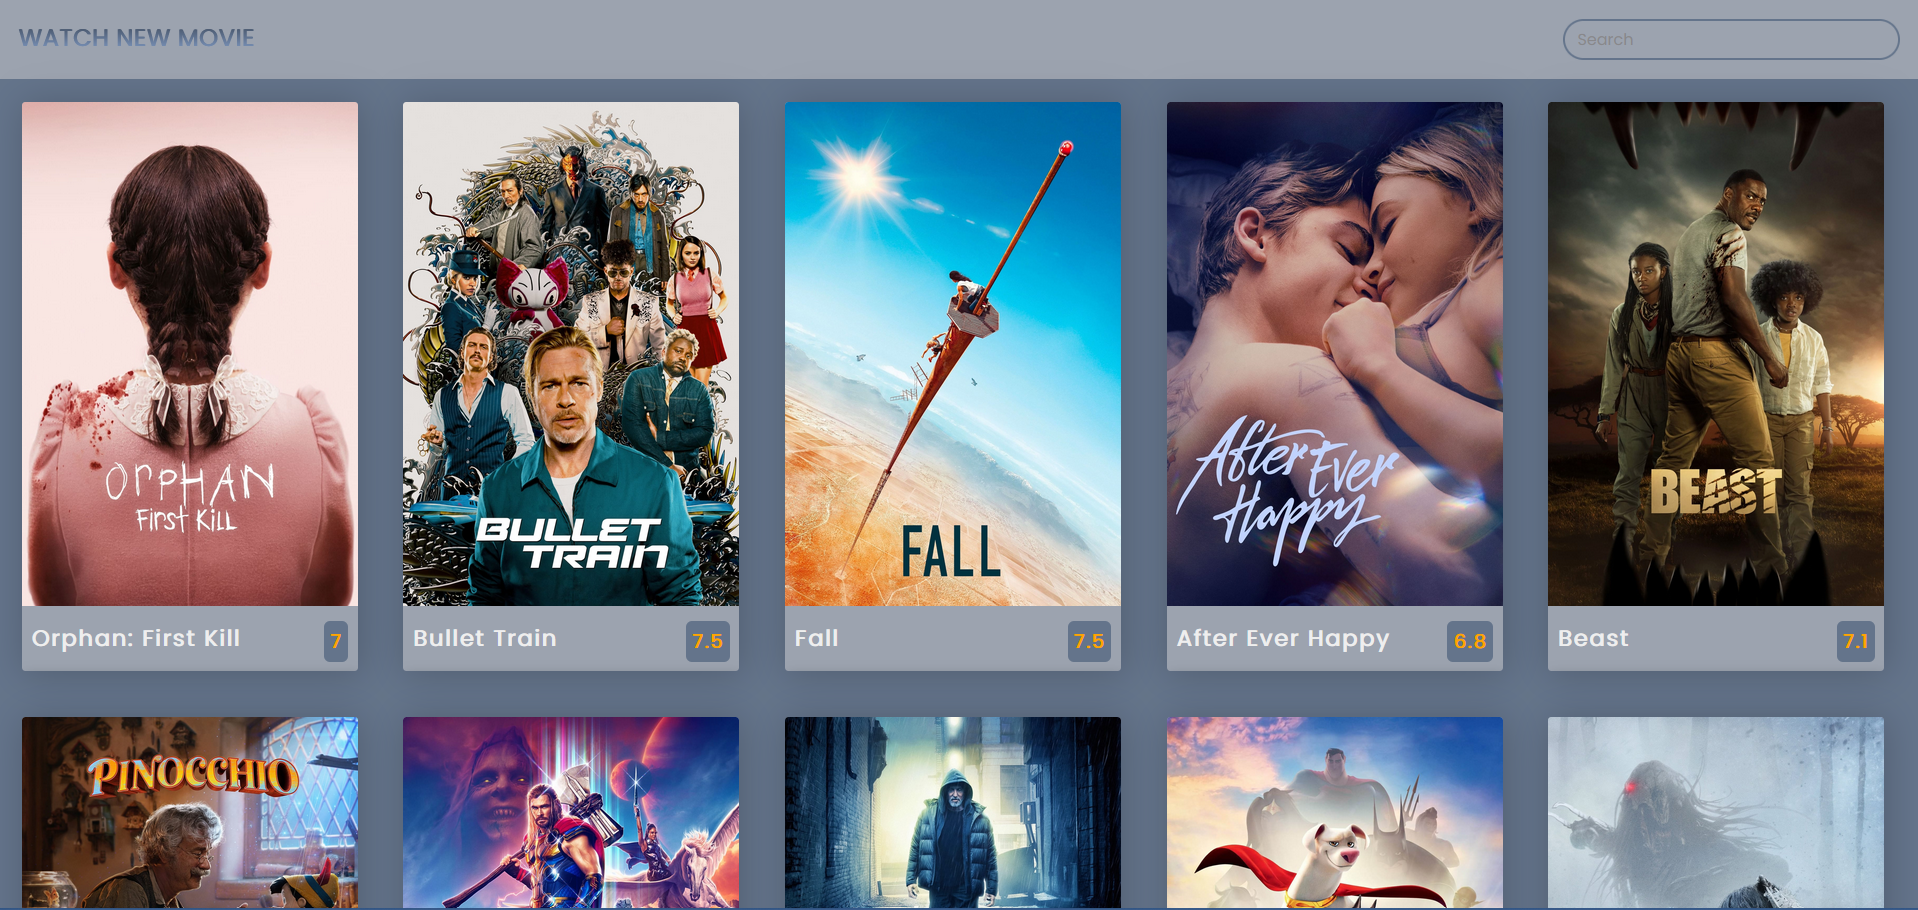 WATCH NEW MOVIE
Search
ORPHAN
First Kill
BULLET
TRAIN
FALL
After Ever
Happy
BEAST
Orphan: First Kill
7
Bullet Train
7.5
Fall
7.5
After Ever Happy
6.8
Beast
7.1
PINOCCHIO